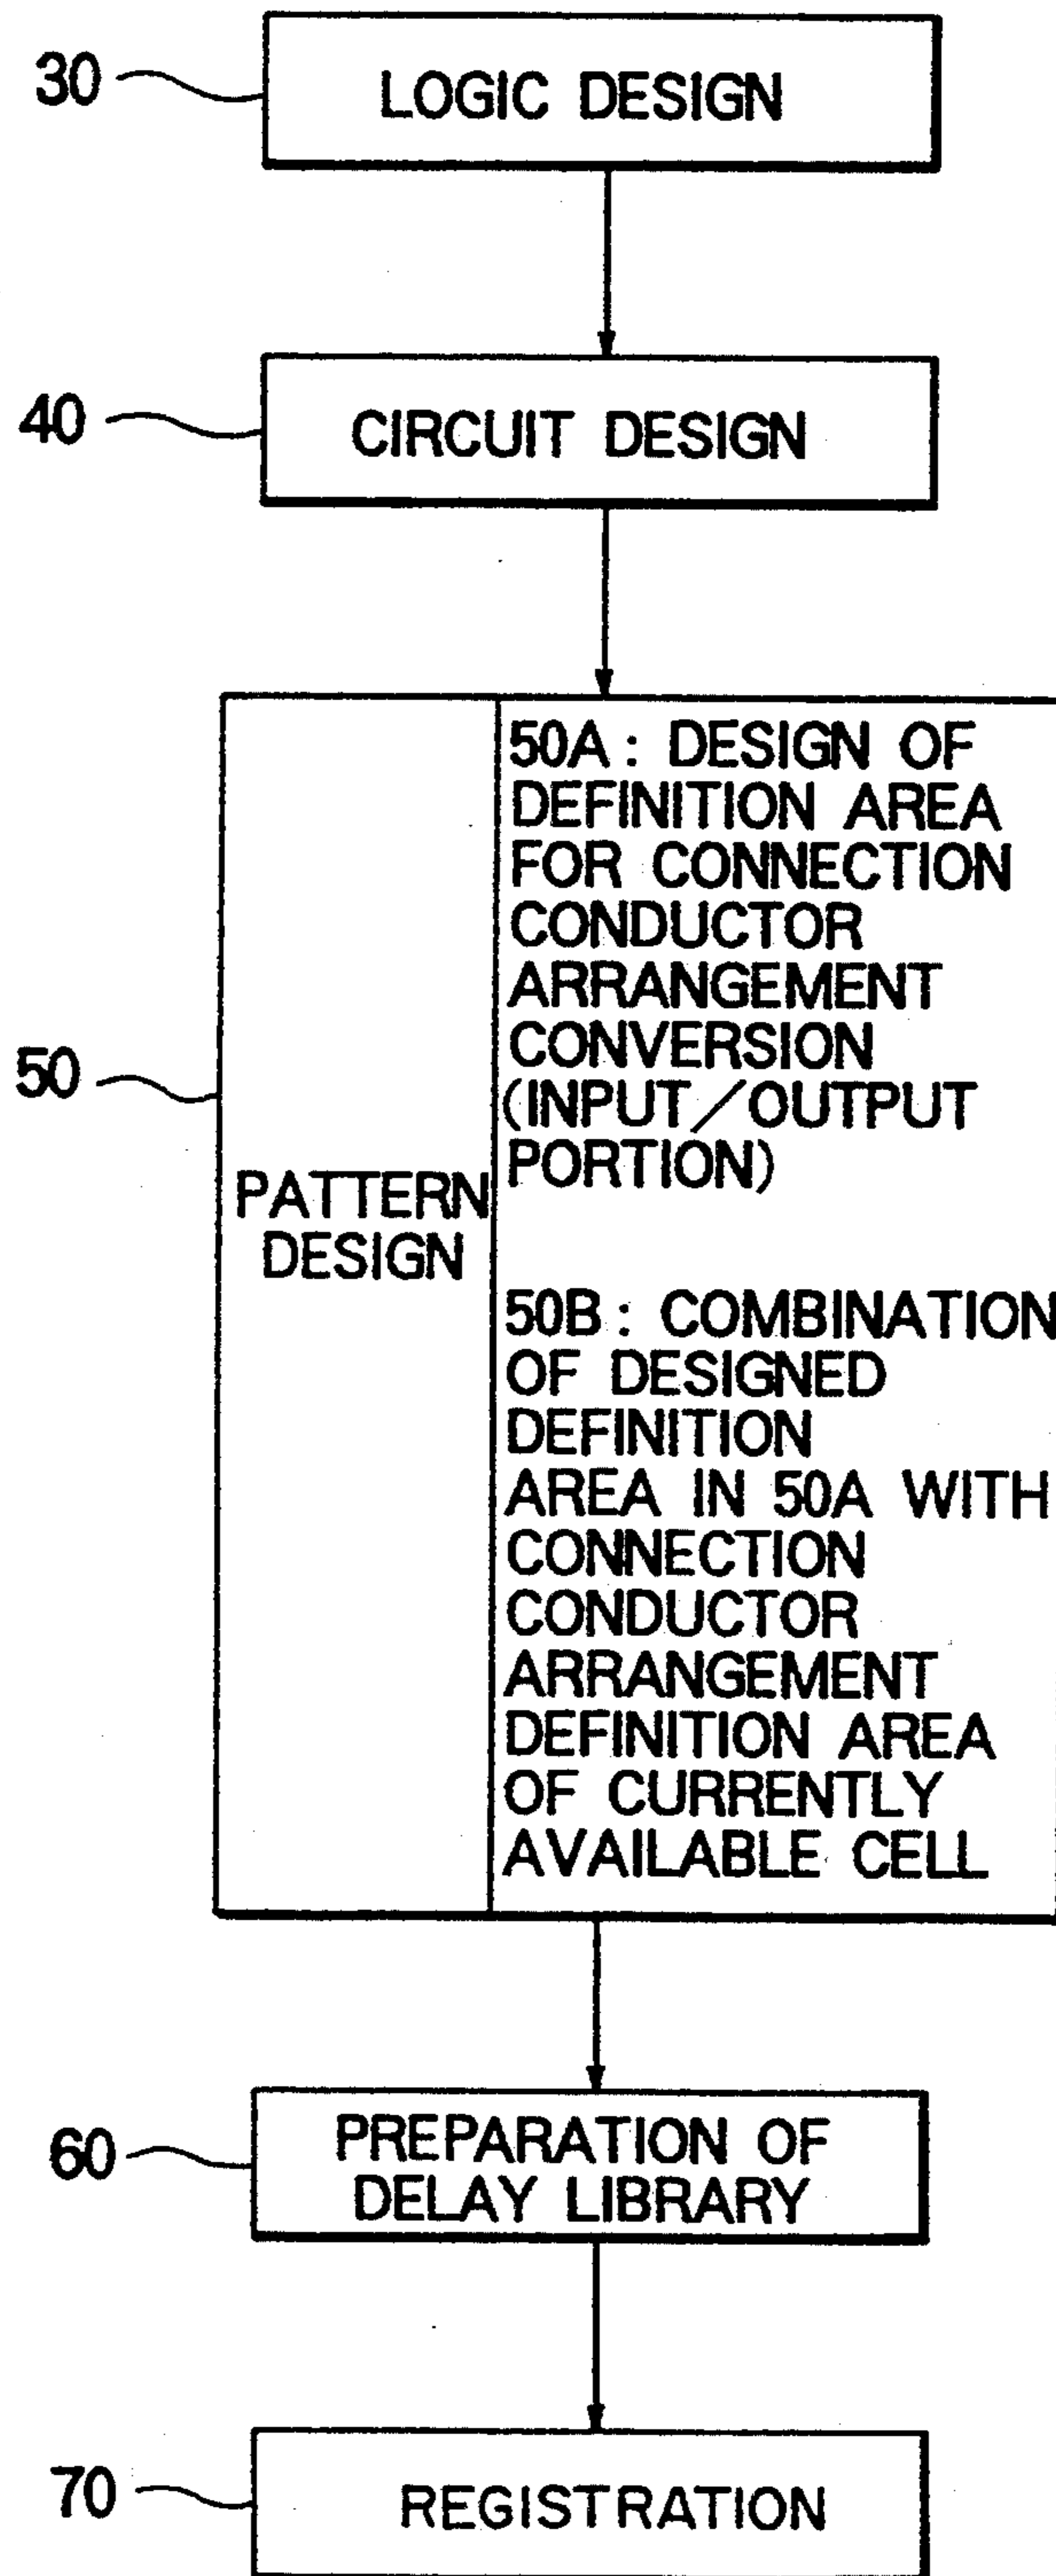 30
LOGIC DESIGN
40
CIRCUIT DESIGN
50
PATTERN
DESIGN
50A : DESIGN OF
DEFINITION AREA
FOR CONNECTION
CONDUCTOR
ARRANGEMENT
CONVERSION
(INPUT/OUTPUT
PORTION)
50B : COMBINATION
OF DESIGNED
DEFINITION
AREA IN 50A WITH
CONNECTION
CONDUCTOR
ARRANGEMENT
DEFINITION AREA
OF CURRENTLY
AVAILABLE CELL
60
PREPARATION OF
DELAY LIBRARY
70
REGISTRATION